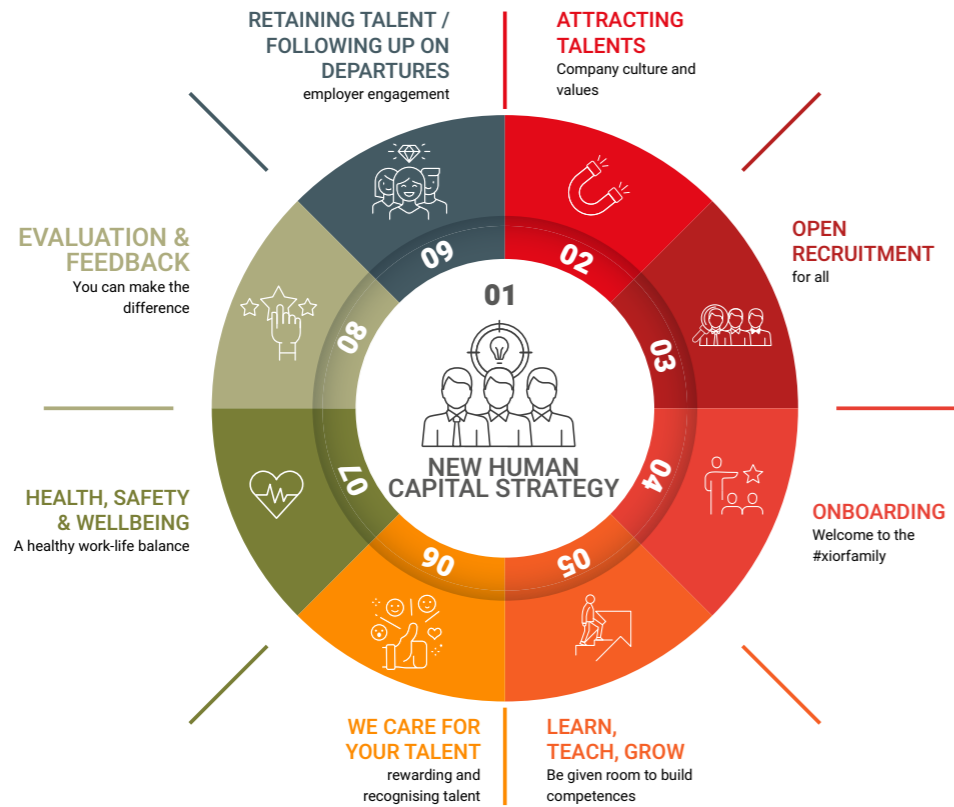 RETAINING TALENT /
FOLLOWING UP ON
DEPARTURES
employer engagement
ATTRACTING
TALENTS
Company culture and
values
OPEN
RECRUITMENT
for all
ONBOARDING
Welcome to the
#xiorfamily
LEARN,
TEACH, GROW
Be given room to build
competences
WE CARE FOR
YOUR TALENT
rewarding and
recognising talent
HEALTH, SAFETY
& WELLBEING
A healthy work-life balance
EVALUATION &
FEEDBACK
You can make the
difference
01
NEW HUMAN
CAPITAL STRATEGY
02
03
04
05
06
07
08
09